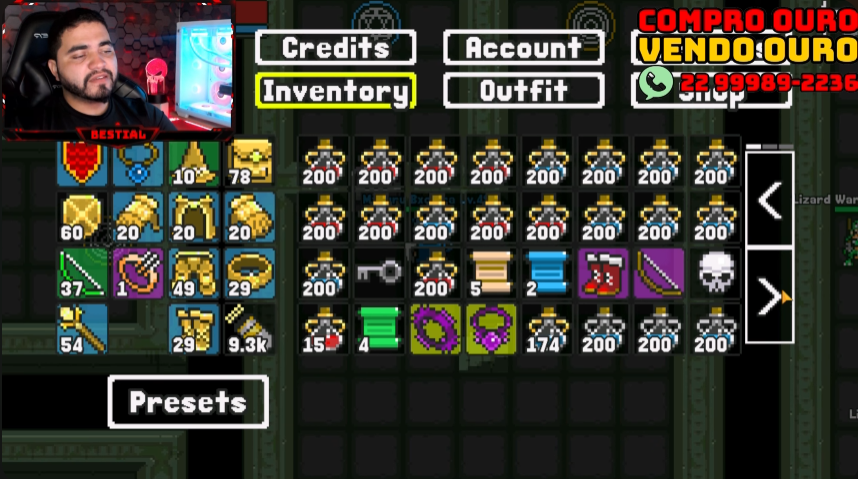 COMPRO OURO
VENDO OURO
22 99989-2236
Credits
Account
Inventory
Outfit
Shop
BESTIAL
10 78 200 200 200 200 200 200 200 200
60 20 20 20 200 200 200 200 200 200 200 200
37 1 49 29 200 200 5 2
54 29 9.3k 15 4 174 200 200 200
Lizard War
Presets
Li